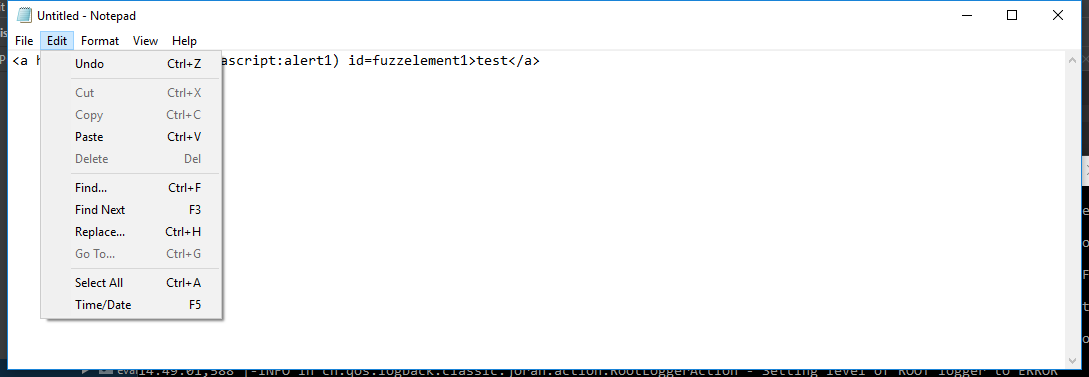 Untitled - Notepad
File Edit Format View Help
<a h ascript:alert1) id=fuzzelement1>test</a>
Undo Ctrl+Z
Cut Ctrl+X
Copy Ctrl+C
Paste Ctrl+V
Delete Del
Find... Ctrl+F
Find Next F3
Replace... Ctrl+H
Go To... Ctrl+G
Select All Ctrl+A
Time/Date F5
14:49:01,588 |-INFO in ch.qos.logback.classic.joran.action.RootLoggerAction - Setting level of ROOT logger to ERROR